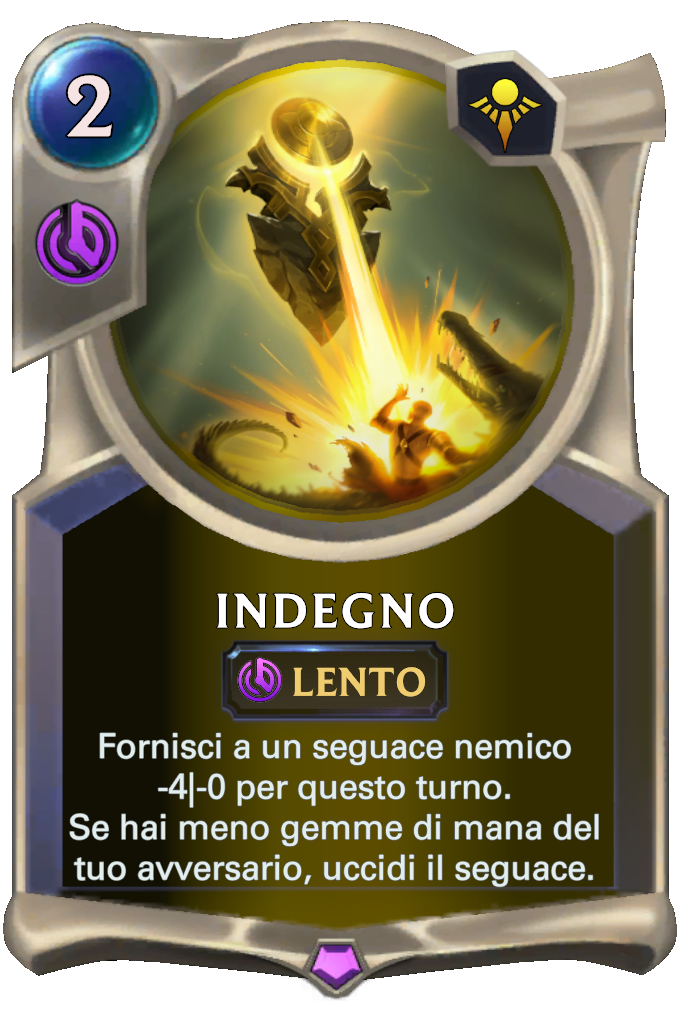 2
INDEGNO
LENTO
Fornisci a un seguace nemico
-4|-0 per questo turno.
Se hai meno gemme di mana del
tuo avversario, uccidi il seguace.